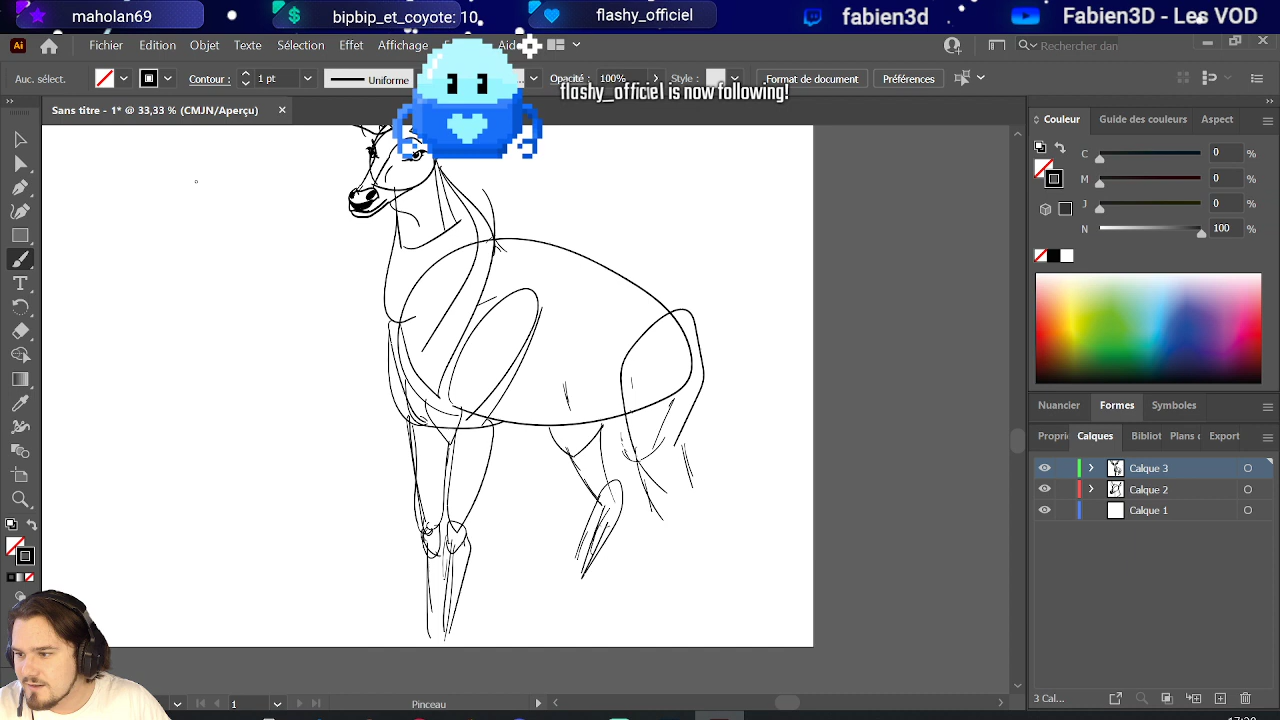 maholan69
bipbip_et_coyote: 10
flashy_officiel
fabien3d
Fabien3D - Les VOD
Ai
Fichier
Edition
Objet
Texte
Sélection
Effet
Affichage
Aid
Rechercher dan
Auc. sélect.
Contour :
1 pt
Uniforme
Opacité :
100%
Style :
Format de document
Préférences
flashy_officiel is now following!
Sans titre - 1* @ 33,33 % (CMJN/Aperçu)
Couleur
Guide des couleurs
Aspect
C
0
%
M
0
%
J
0
%
N
100
%
Nuancier
Formes
Symboles
Propri
Calques
Bibliot
Plans d
Export
Calque 3
Calque 2
Calque 1
3 Cal...
1
Pinceau